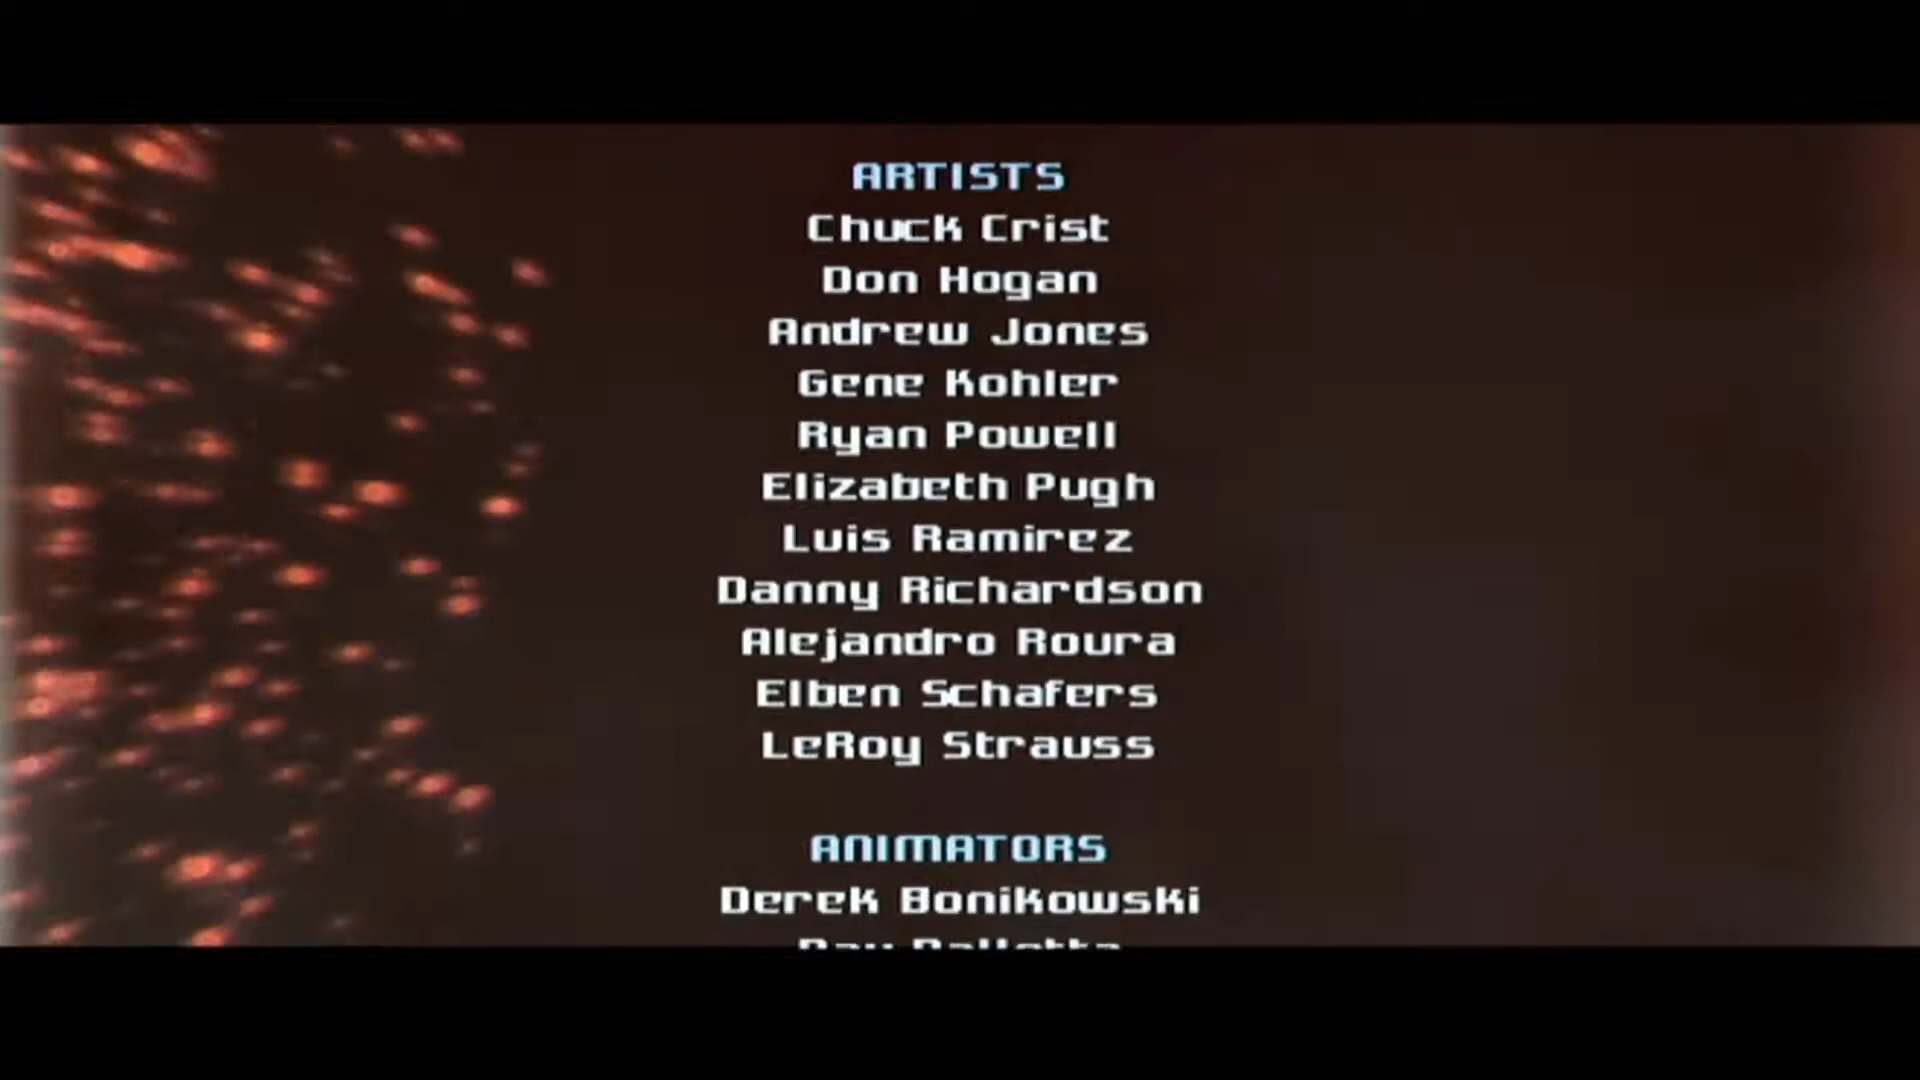 ARTISTS
Chuck Crist
Don Hogan
Andrew Jones
Gene Kohler
Ryan Powell
Elizabeth Pugh
Luis Ramirez
Danny Richardson
Alejandro Roura
Elben Schafers
LeRoy Strauss
ANIMATORS
Derek Bonikowski